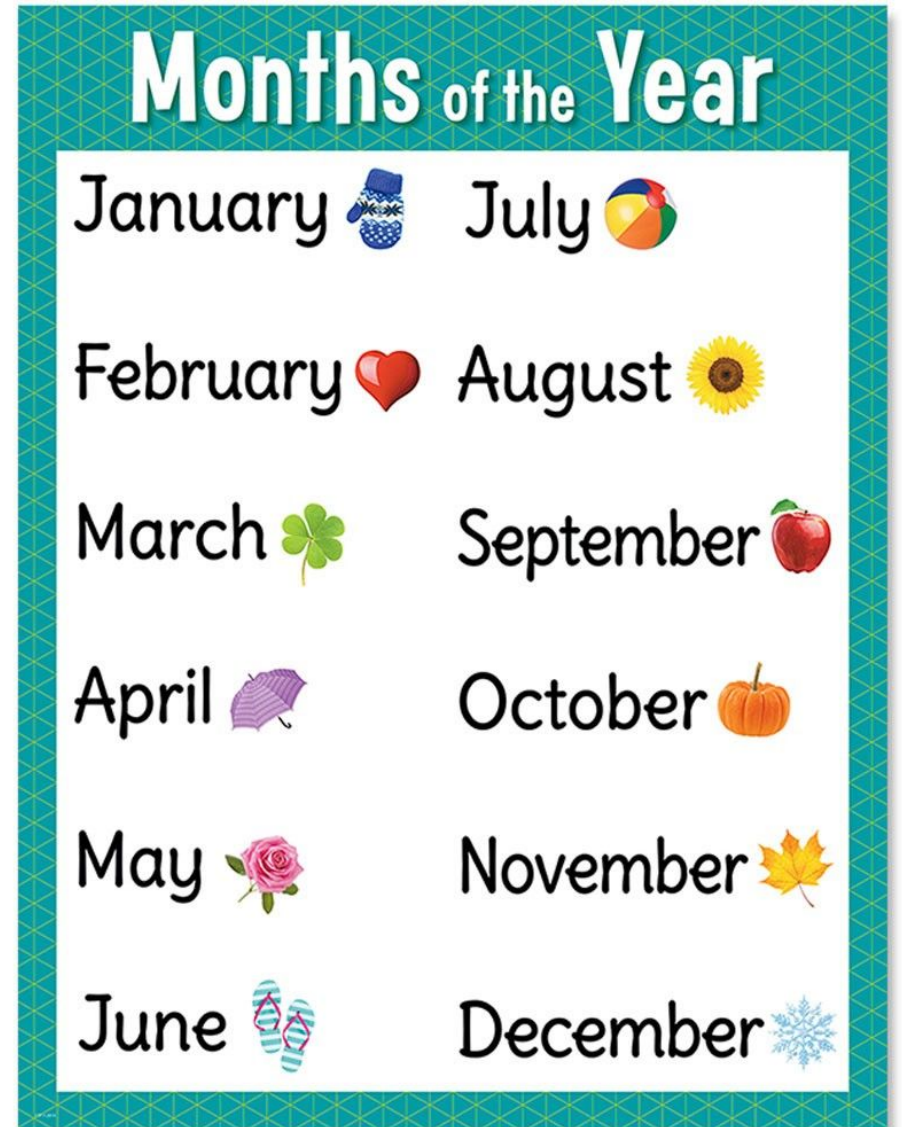 Months of the Year
January
February
March
April
May
June
July
August
September
October
November
December